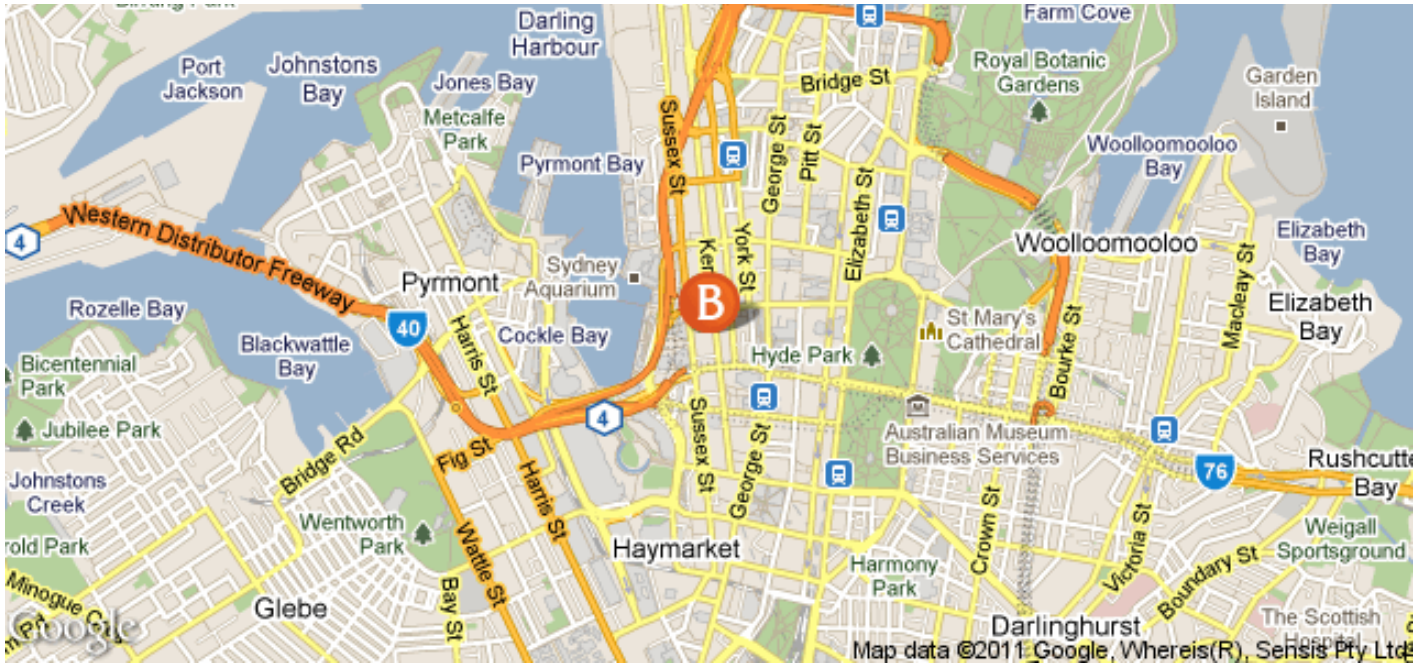 Darling
Harbour
Farm Cove
Port
Jackson
Johnstons
Bay
Jones Bay
Bridge St
Royal Botanic
Gardens
Garden
Island
Metcalfe
Park
Sussex St
George St
Pitt St
Pyrmont Bay
Woolloomooloo
Bay
Elizabeth St
4
Western Distributor Freeway
York St
Woolloomooloo
Macleay St
Elizabeth
Bay
Pyrmont
Sydney
Aquarium
B
Rozelle Bay
40
Harris St
Cockle Bay
St Mary's
Cathedral
Elizabeth
Bay
Blackwattle
Bay
Hyde Park
Bourke St
Bicentennial
Park
Jubilee Park
4
Sussex St
George St
Australian Museum
Business Services
Bridge Rd
Fig St
Harris St
76
Bay
Johnstons
Creek
Wentworth
Park
Wattle St
Crown St
Victoria St
Weigall
Sportsground
Haymarket
Harmony
Park
Boundary St
Glebe
Bay St
Google
Darlinghurst
The Scottish
Hospital
Map data ©2011 Google, Whereis(R), Sensis Pty Ltd